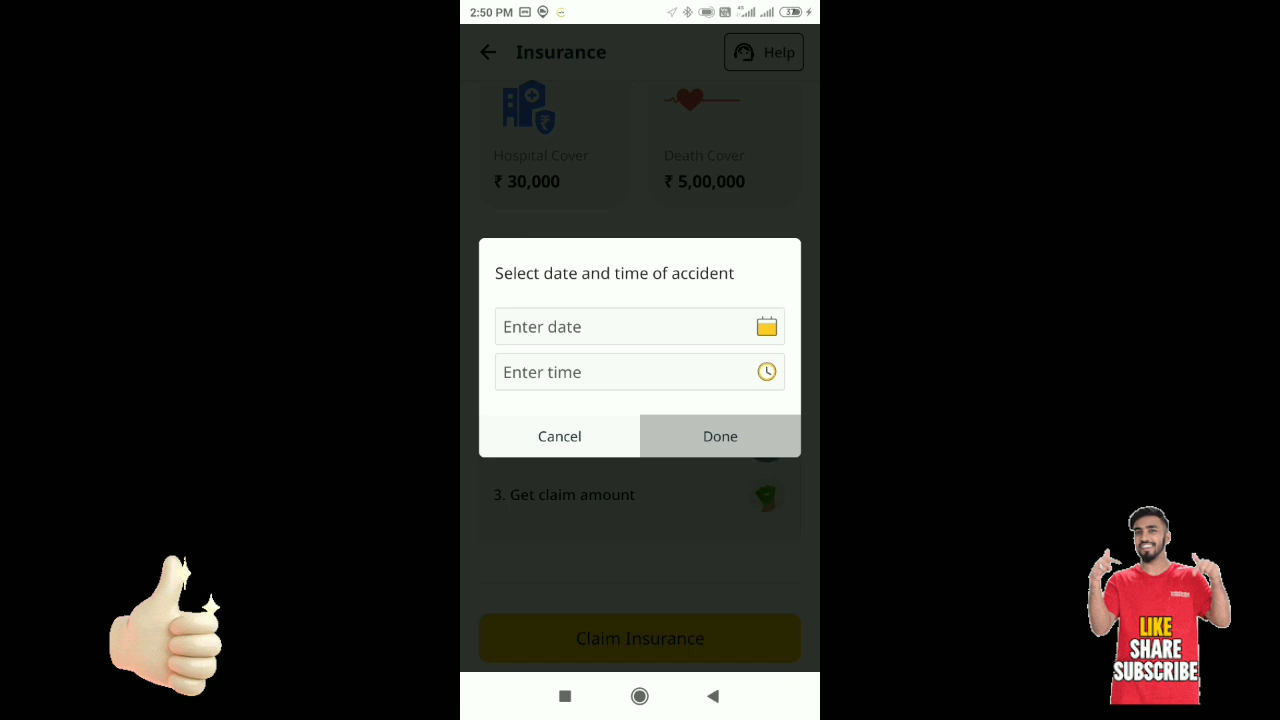 2:50 PM
37
Insurance
Help
Hospital Cover
Death Cover
₹ 30,000
₹ 5,00,000
Select date and time of accident
Enter date
Enter time
Cancel
Done
3. Get claim amount
Claim Insurance
LIKE
SHARE
SUBSCRIBE